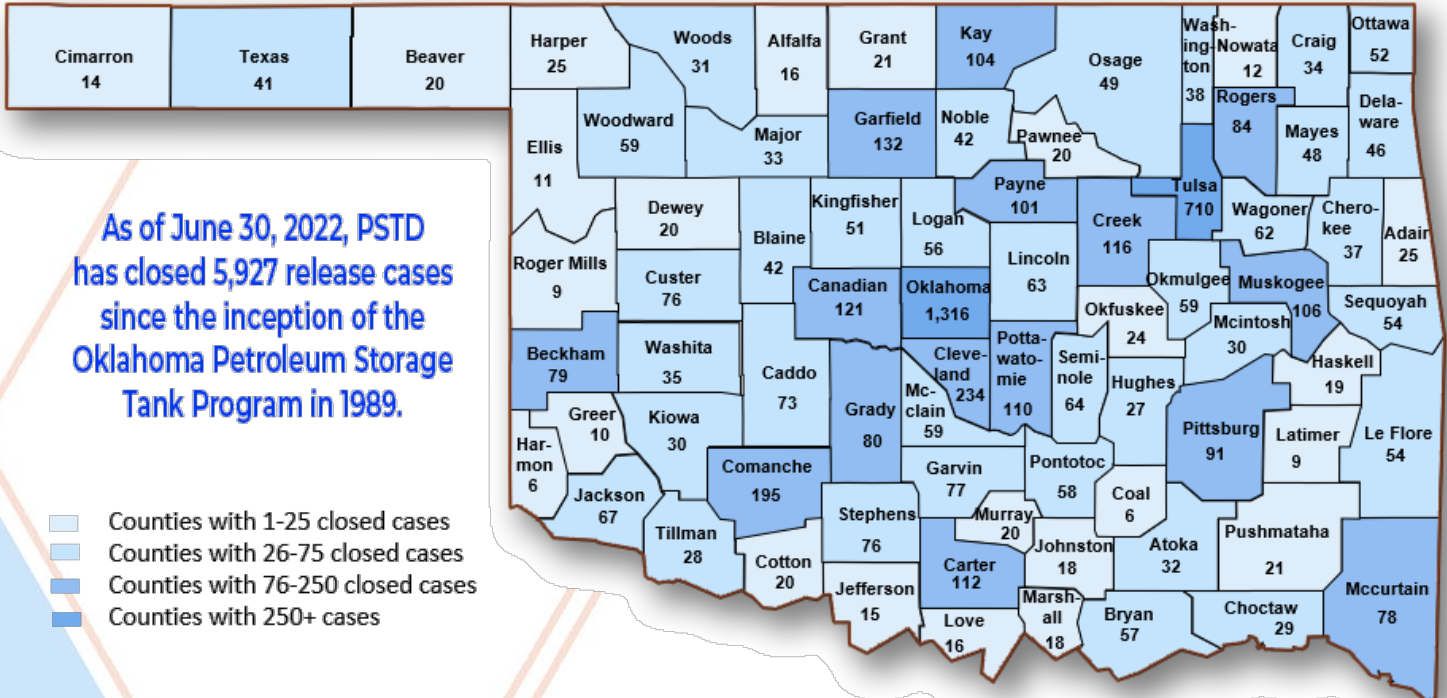 Cimarron
14
Texas
41
Beaver
20
Harper
25
Woods
31
Alfalfa
16
Grant
21
Kay
104
Osage
49
Wash-
ing-
ton
38
Nowata
12
Craig
34
Ottawa
52
Ellis
11
Woodward
59
Major
33
Garfield
132
Noble
42
Pawnee
20
Rogers
84
Mayes
48
Dela-
ware
46
Roger Mills
9
Dewey
20
Custer
76
Blaine
42
Kingfisher
51
Logan
56
Payne
101
Lincoln
63
Creek
116
Tulsa
710
Wagoner
62
Chero-
kee
37
Adair
25
Canadian
121
Oklahoma
1,316
Okfuskee
24
Okmulgee
59
Muskogee
106
Mcintosh
30
Sequoyah
54
Haskell
19
Beckham
79
Washita
35
Caddo
73
Grady
80
Mc-
clain
59
Cleve-
land
234
Potta-
wato-
mie
110
Semi-
nole
64
Hughes
27
Pittsburg
91
Latimer
9
Le Flore
54
Har-
mon
6
Greer
10
Kiowa
30
Jackson
67
Comanche
195
Tillman
28
Cotton
20
Stephens
76
Garvin
77
Pontotoc
58
Coal
6
Murray
20
Johnston
18
Atoka
32
Pushmataha
21
Mccurtain
78
Jefferson
15
Carter
112
Love
16
Marsh-
all
18
Bryan
57
Choctaw
29
As of June 30, 2022, PSTD
has closed 5,927 release cases
since the inception of the
Oklahoma Petroleum Storage
Tank Program in 1989.
Counties with 1-25 closed cases
Counties with 26-75 closed cases
Counties with 76-250 closed cases
Counties with 250+ cases